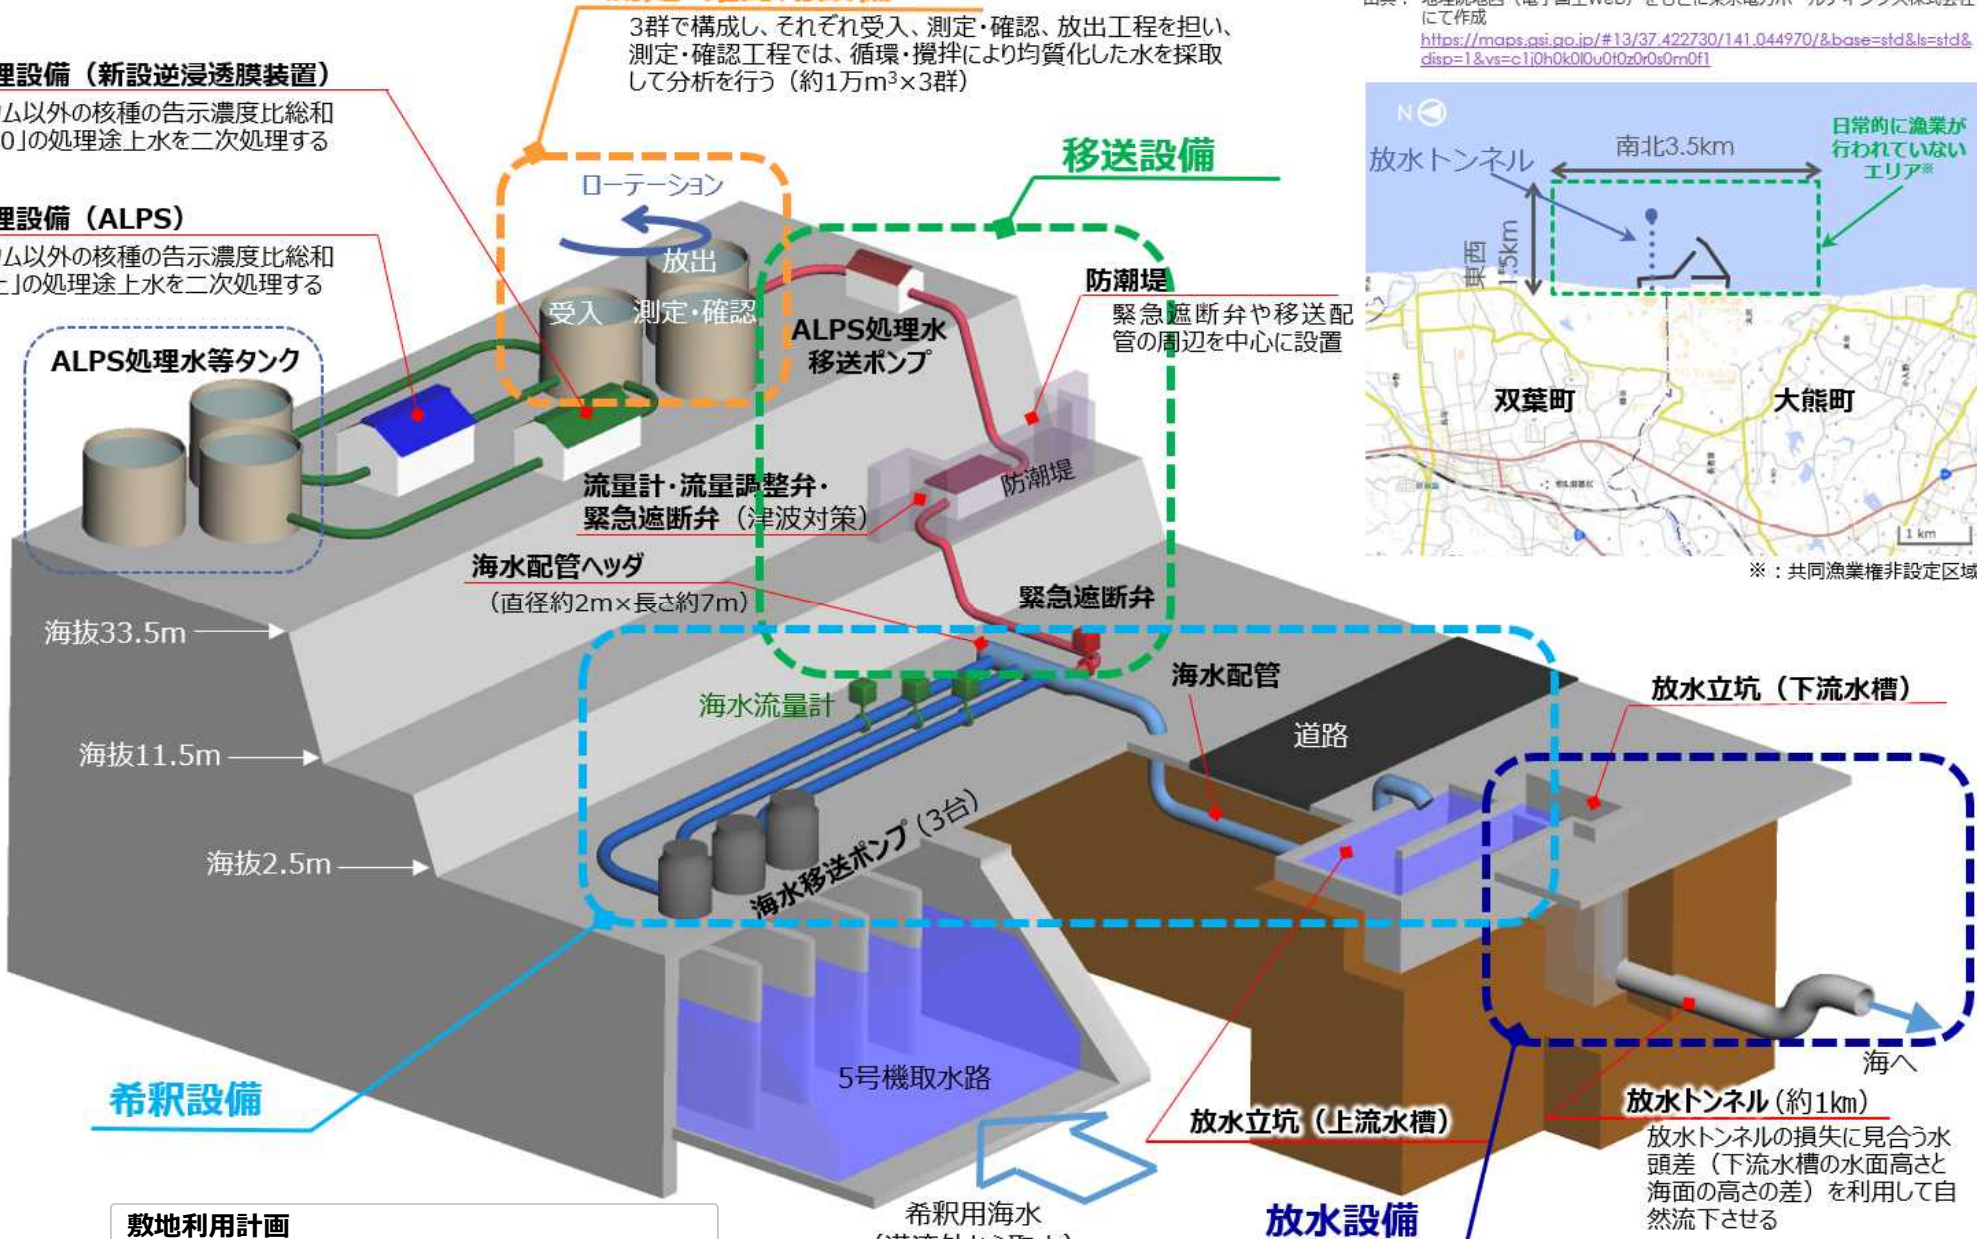 3群で構成し、それぞれ受入、測定・確認、放出工程を担い、
測定・確認工程では、循環・攪拌により均質化した水を採取
して分析を行う（約1万m³×3群）
にて作成
https://maps.gsi.go.jp/#13/37.422730/141.044970/&base=std&ls=std&
disp=1&vs=c1j0h0k0l0u0t0z0r0s0m0f1
理設備（新設逆浸透膜装置）
ム以外の核種の告示濃度比総和
0」の処理途上水を二次処理する
理設備（ALPS）
ム以外の核種の告示濃度比総和
上」の処理途上水を二次処理する
ALPS処理水等タンク
ローテーション
放出
受入
測定・確認
移送設備
ALPS処理水
移送ポンプ
防潮堤
緊急遮断弁や移送配
管の周辺を中心に設置
防潮堤
流量計・流量調整弁・
緊急遮断弁（津波対策）
海水配管ヘッダ
（直径約2m×長さ約7m）
緊急遮断弁
N
放水トンネル
南北3.5km
東西
1.5km
日常的に漁業が
行われていない
エリア※
双葉町
大熊町
1 km
※：共同漁業権非設定区域
海抜33.5m
海抜11.5m
海抜2.5m
海水流量計
海水配管
道路
放水立坑（下流水槽）
海水移送ポンプ（3台）
5号機取水路
希釈設備
放水立坑（上流水槽）
海へ
放水トンネル（約1km）
放水トンネルの損失に見合う水
頭差（下流水槽の水面高さと
海面の高さの差）を利用して自
然流下させる
希釈用海水
放水設備
敷地利用計画